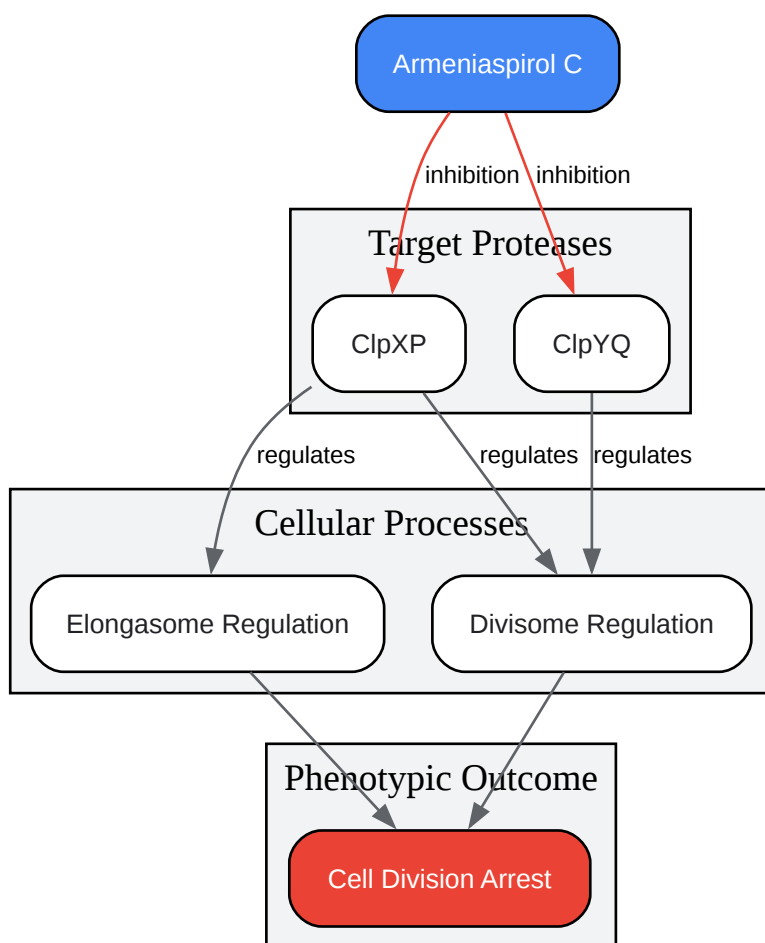 Armeniaspirol C
inhibition
inhibition
Target Proteases
ClpXP
ClpYQ
regulates
regulates
regulates
Cellular Processes
Elongasome Regulation
Divisome Regulation
Phenotypic Outcome
Cell Division Arrest